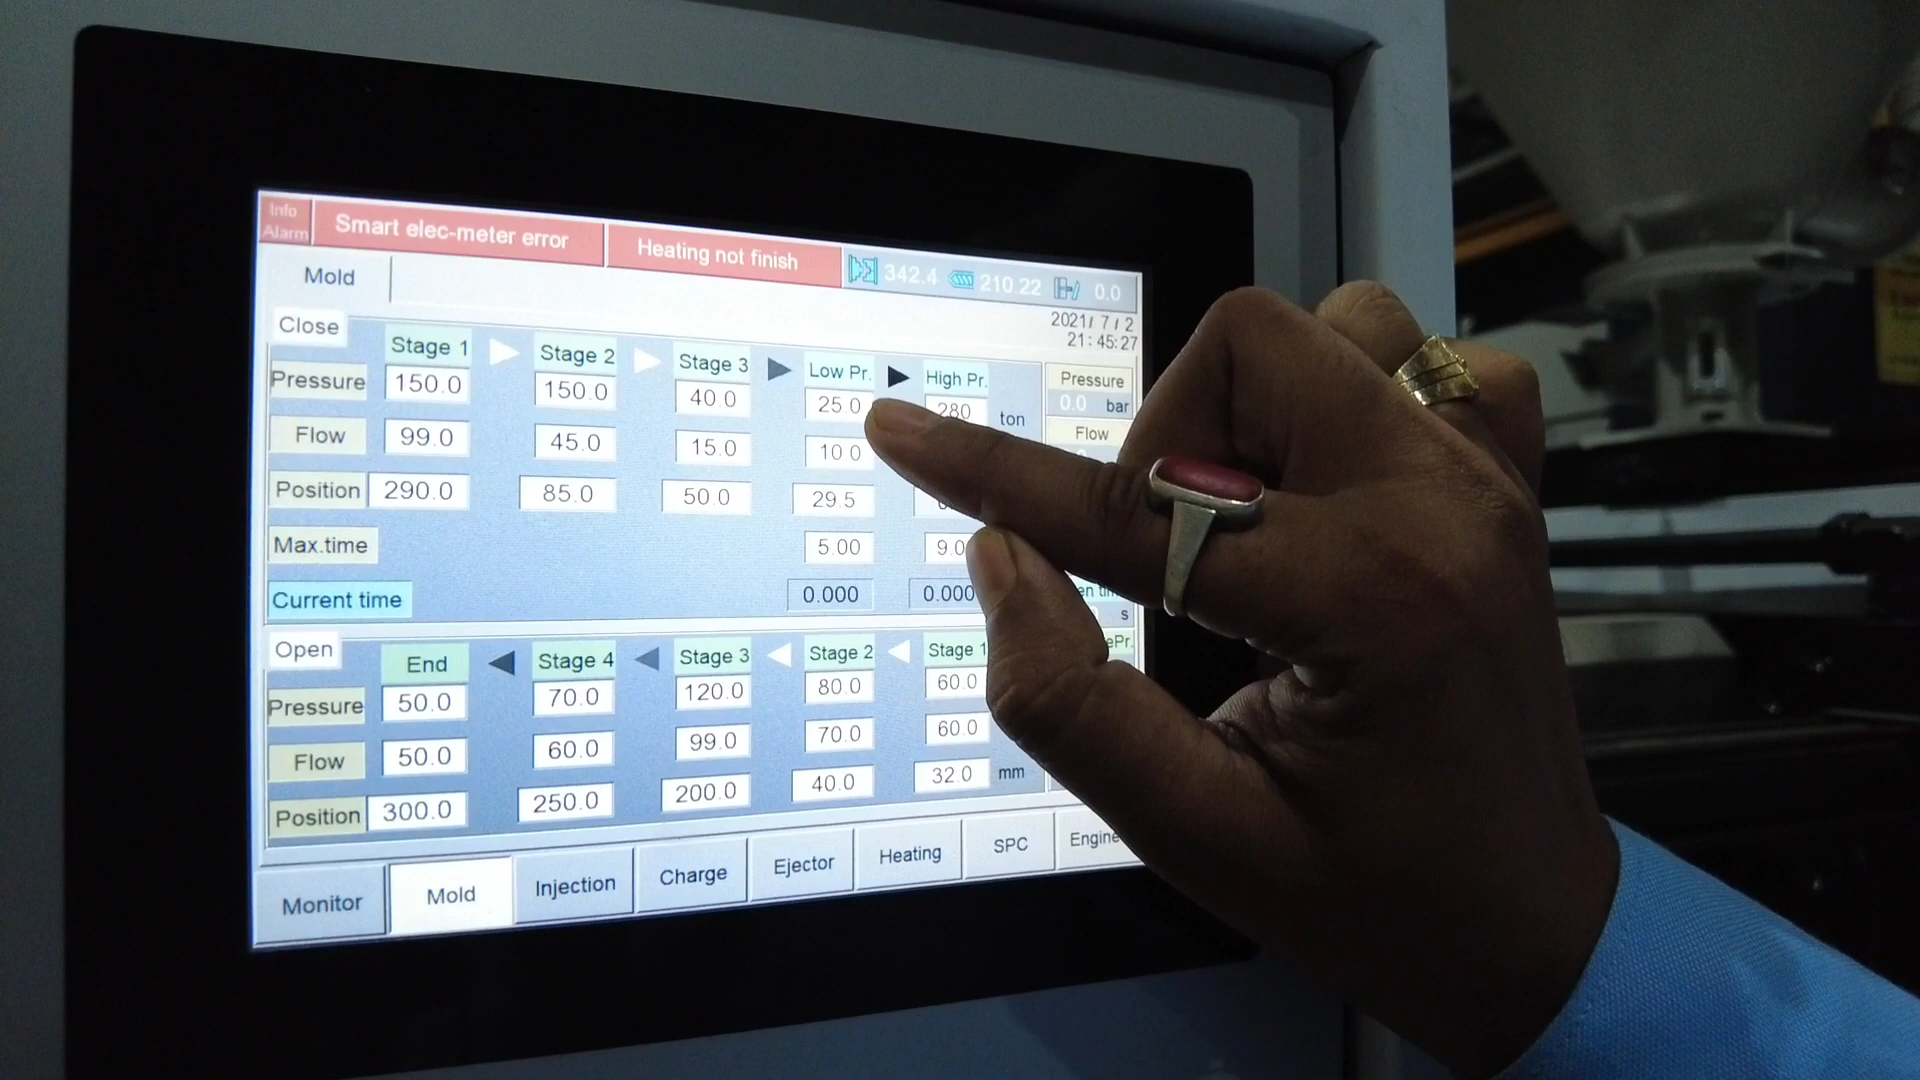 Info Alarm Smart elec-meter error Heating not finish 342.4 210.22 0.0
Mold
2021/ 7/ 2
21:45:27
Close Stage 1 Stage 2 Stage 3 Low Pr. High Pr. Pressure
Pressure 150.0 150.0 40.0 25.0 280 ton 0.0 bar
Flow 99.0 45.0 15.0 10.0 Flow
Position 290.0 85.0 50.0 29.5
Max.time 5.00 9.0
Current time 0.000 0.000 s
Open End Stage 4 Stage 3 Stage 2 Stage 1
Pressure 50.0 70.0 120.0 80.0 60.0
Flow 50.0 60.0 99.0 70.0 60.0
Position 300.0 250.0 200.0 40.0 32.0 mm
Monitor Mold Injection Charge Ejector Heating SPC Engine